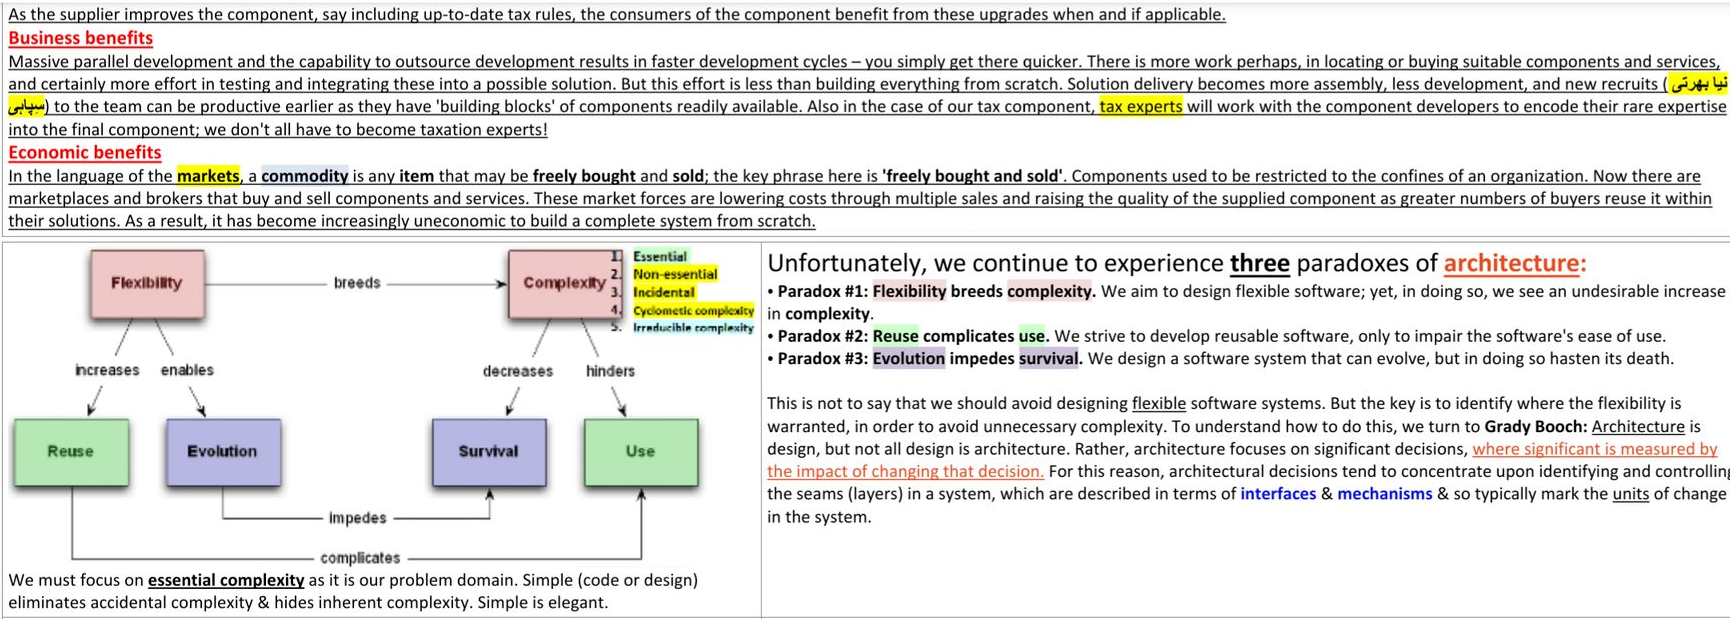 As the supplier improves the component, say including up-to-date tax rules, the consumers of the component benefit from these upgrades when and if applicable.
Business benefits
Massive parallel development and the capability to outsource development results in faster development cycles – you simply get there quicker. There is more work perhaps, in locating or buying suitable components and services,
and certainly more effort in testing and integrating these into a possible solution. But this effort is less than building everything from scratch. Solution delivery becomes more assembly, less development, and new recruits (نیا بھرتی
سپاہی) to the team can be productive earlier as they have 'building blocks' of components readily available. Also in the case of our tax component, tax experts will work with the component developers to encode their rare expertise
into the final component; we don't all have to become taxation experts!
Economic benefits
In the language of the markets, a commodity is any item that may be freely bought and sold; the key phrase here is 'freely bought and sold'. Components used to be restricted to the confines of an organization. Now there are
marketplaces and brokers that buy and sell components and services. These market forces are lowering costs through multiple sales and raising the quality of the supplied component as greater numbers of buyers reuse it within
their solutions. As a result, it has become increasingly uneconomic to build a complete system from scratch.
Flexibility
breeds
Complexity
1. Essential
2. Non-essential
3. Incidental
4. Cyclometic complexity
5. Irreducible complexity
increases
enables
decreases
hinders
Reuse
Evolution
Survival
Use
impedes
complicates
We must focus on essential complexity as it is our problem domain. Simple (code or design)
eliminates accidental complexity & hides inherent complexity. Simple is elegant.
Unfortunately, we continue to experience three paradoxes of architecture:
• Paradox #1: Flexibility breeds complexity. We aim to design flexible software; yet, in doing so, we see an undesirable increase
in complexity.
• Paradox #2: Reuse complicates use. We strive to develop reusable software, only to impair the software's ease of use.
• Paradox #3: Evolution impedes survival. We design a software system that can evolve, but in doing so hasten its death.
This is not to say that we should avoid designing flexible software systems. But the key is to identify where the flexibility is
warranted, in order to avoid unnecessary complexity. To understand how to do this, we turn to Grady Booch: Architecture is
design, but not all design is architecture. Rather, architecture focuses on significant decisions, where significant is measured by
the impact of changing that decision. For this reason, architectural decisions tend to concentrate upon identifying and controlling
the seams (layers) in a system, which are described in terms of interfaces & mechanisms & so typically mark the units of change
in the system.